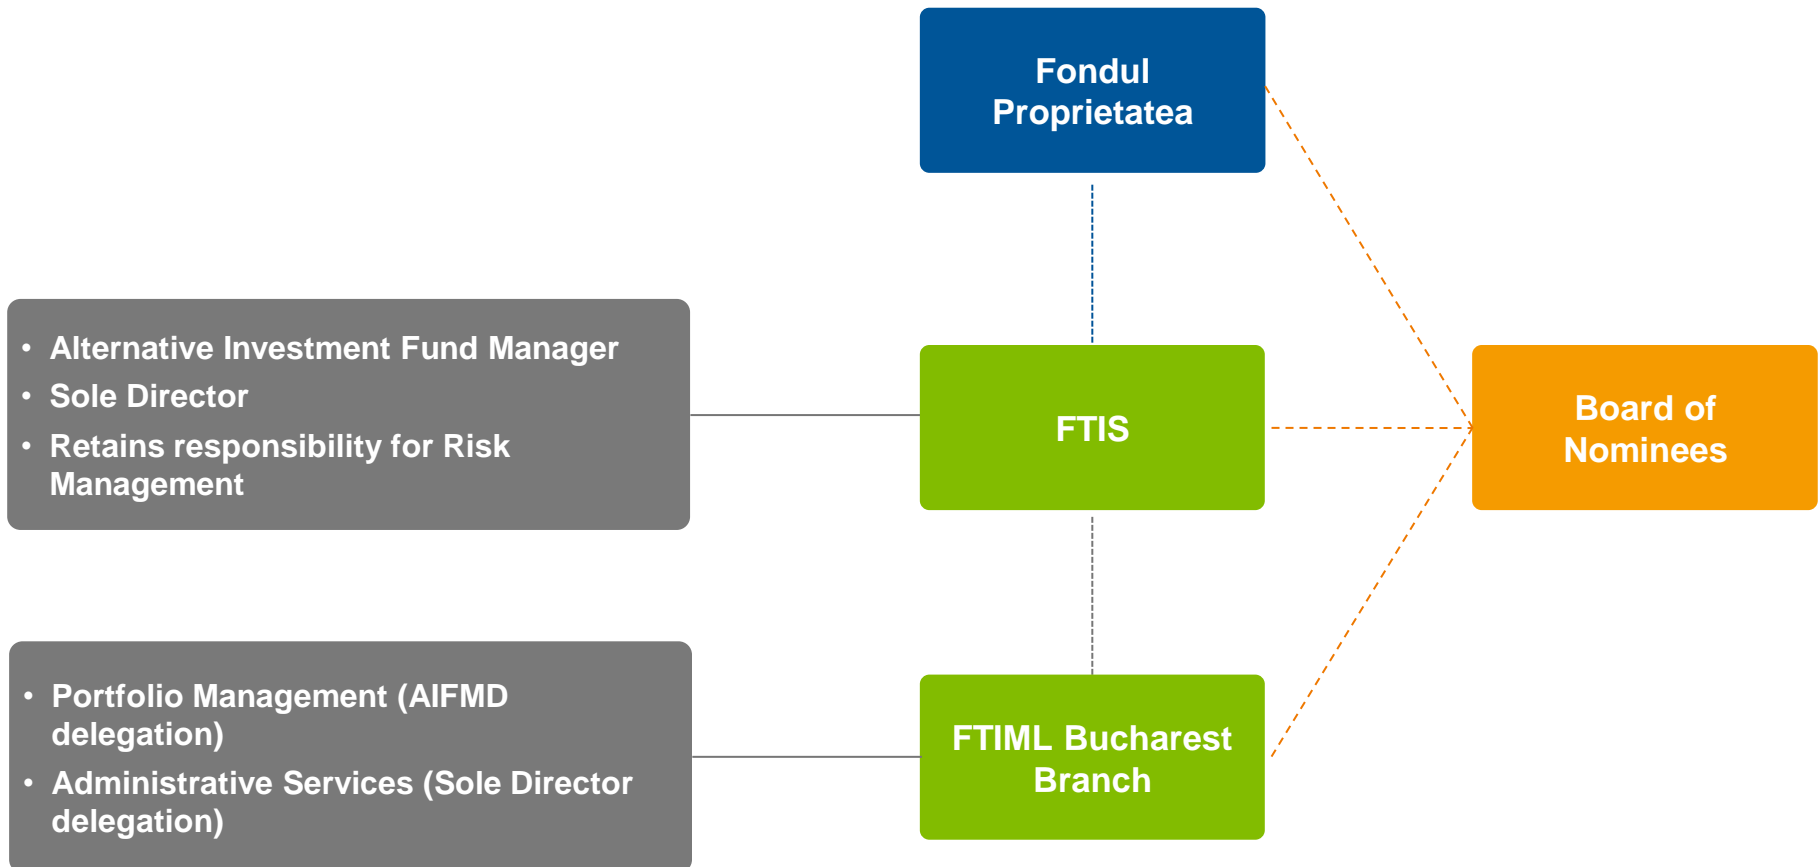 Fondul
Proprietatea
• Alternative Investment Fund Manager
• Sole Director
• Retains responsibility for Risk
Management
FTIS
Board of
Nominees
• Portfolio Management (AIFMD
delegation)
• Administrative Services (Sole Director
delegation)
FTIML Bucharest
Branch